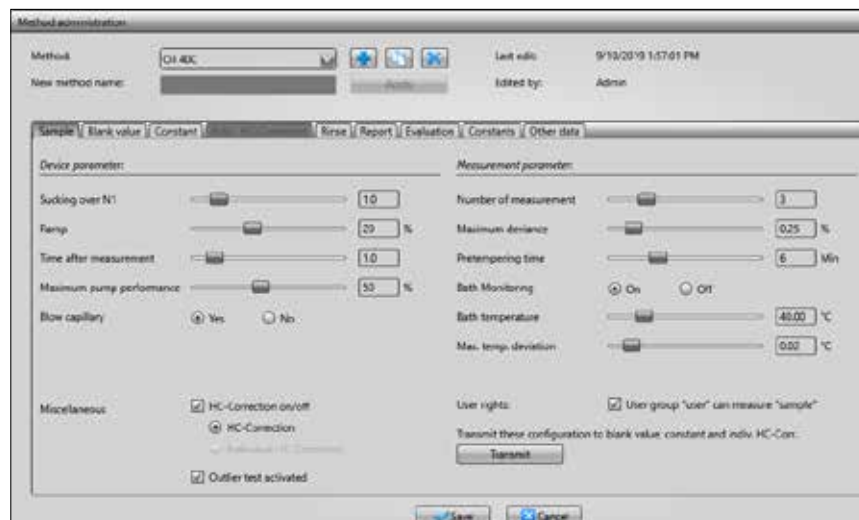 Method administration
Method:
Oil 40C
Last edit:
9/10/2019 1:57:01 PM
New method name:
Apply
Edited by:
Admin
Sample
Blank value
Constant
Rinse
Report
Evaluation
Constants
Other data
Device parameter:
Measurement parameter:
Sucking over N1
10
Number of measurement
3
Ramp
20 %
Maximum deviance
0.25 %
Time after measurement
10
Pretempering time
6 Min
Maximum pump performance
50 %
Bath Monitoring
On
Off
Blow capillary
Yes
No
Bath temperature
40.00 °C
Max. temp. deviation
0.02 °C
Miscellaneous
HC-Correction on/off
User rights:
User group "user" can measure "sample"
HC-Correction
Transmit these configuration to blank value, constant and indiv. HC-Corr.
Transmit
Outlier test activated
Save
Cancel